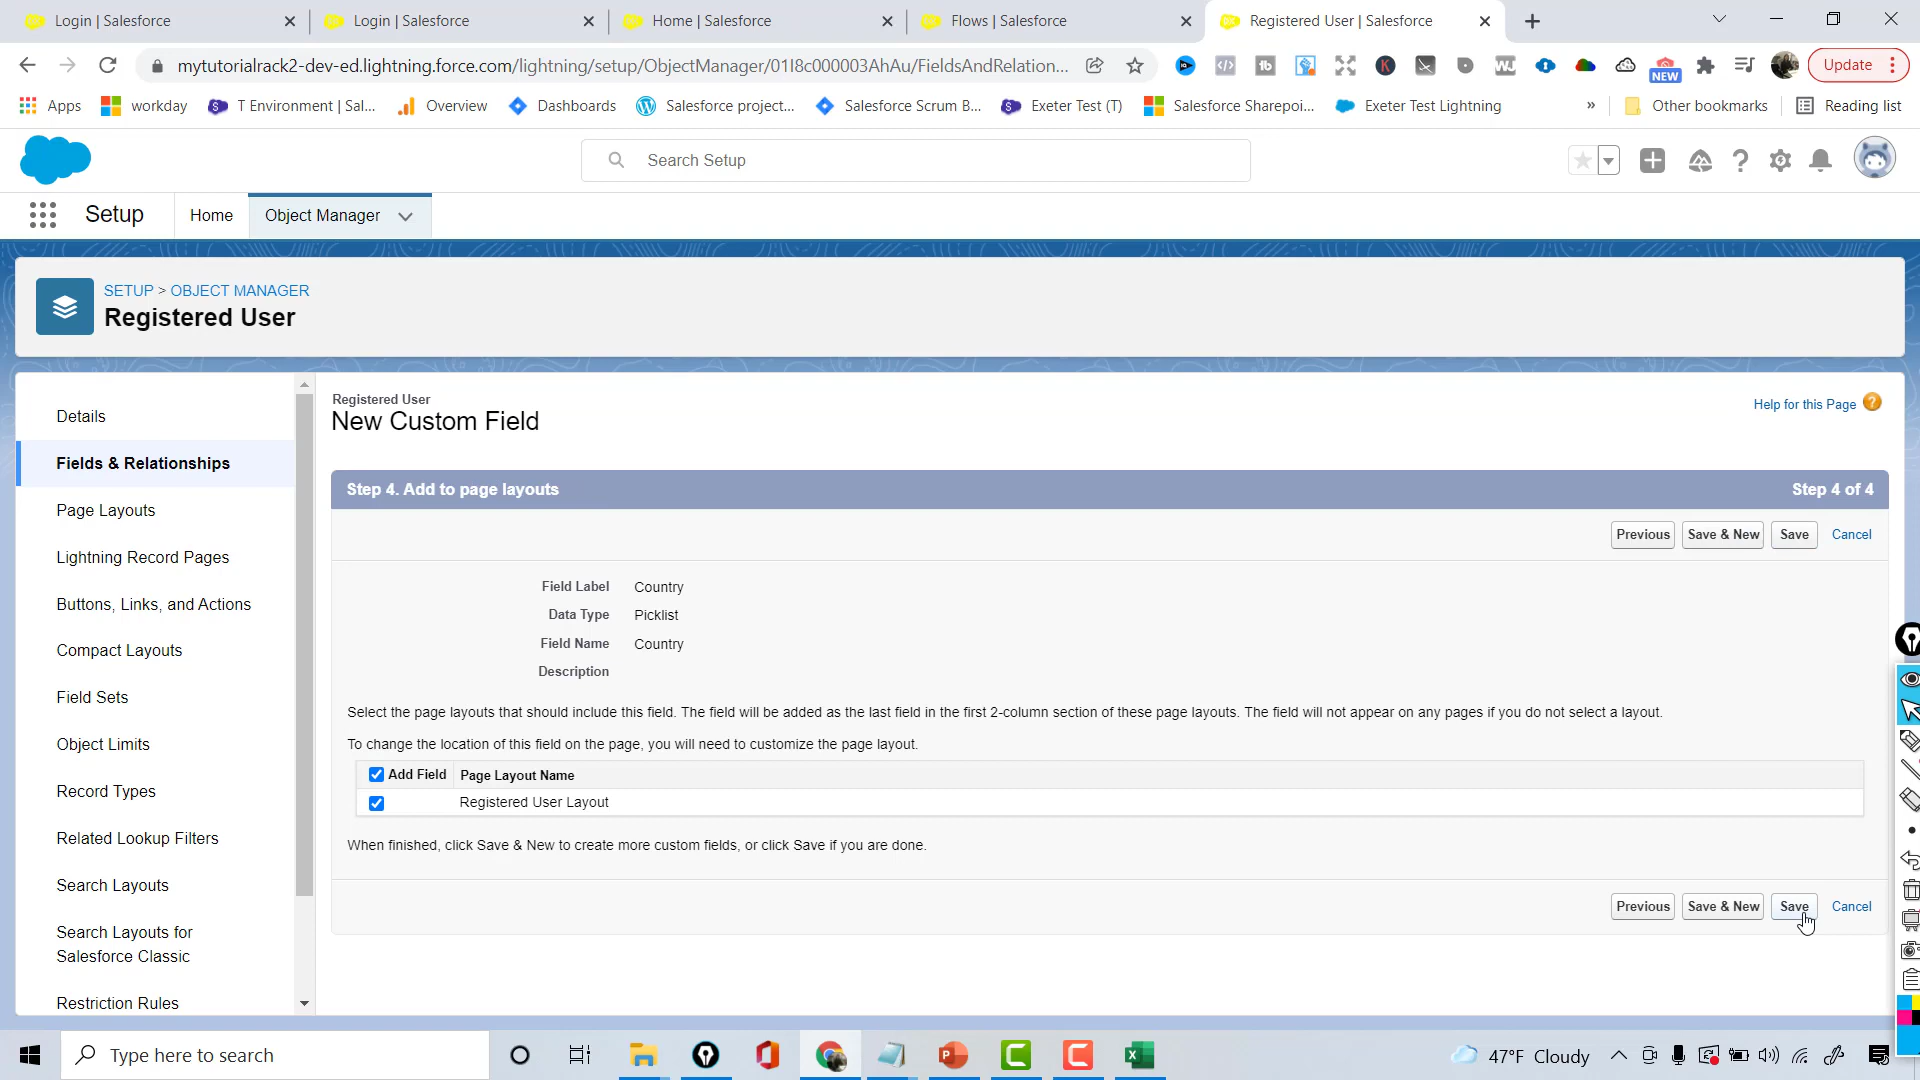 Login | Salesforce
Login | Salesforce
Home | Salesforce
Flows | Salesforce
Registered User | Salesforce
mytutorialrack2-dev-ed.lightning.force.com/lightning/setup/ObjectManager/01I8c000003AhAu/FieldsAndRelation...
NEW
Update
Apps
workday
T Environment | Sal...
Overview
Dashboards
Salesforce project...
Salesforce Scrum B...
Exeter Test (T)
Salesforce Sharepoi...
Exeter Test Lightning
»
Other bookmarks
Reading list
Search Setup
Setup
Home
Object Manager
SETUP > OBJECT MANAGER
Registered User
Details
Fields & Relationships
Page Layouts
Lightning Record Pages
Buttons, Links, and Actions
Compact Layouts
Field Sets
Object Limits
Record Types
Related Lookup Filters
Search Layouts
Search Layouts for
Salesforce Classic
Restriction Rules
Registered User
New Custom Field
Help for this Page
Step 4. Add to page layouts
Step 4 of 4
Previous
Save & New
Save
Cancel
Field Label Country
Data Type Picklist
Field Name Country
Description
Select the page layouts that should include this field. The field will be added as the last field in the first 2-column section of these page layouts. The field will not appear on any pages if you do not select a layout.
To change the location of this field on the page, you will need to customize the page layout.
Add Field Page Layout Name
Registered User Layout
When finished, click Save & New to create more custom fields, or click Save if you are done.
Previous
Save & New
Save
Cancel
Type here to search
47°F Cloudy